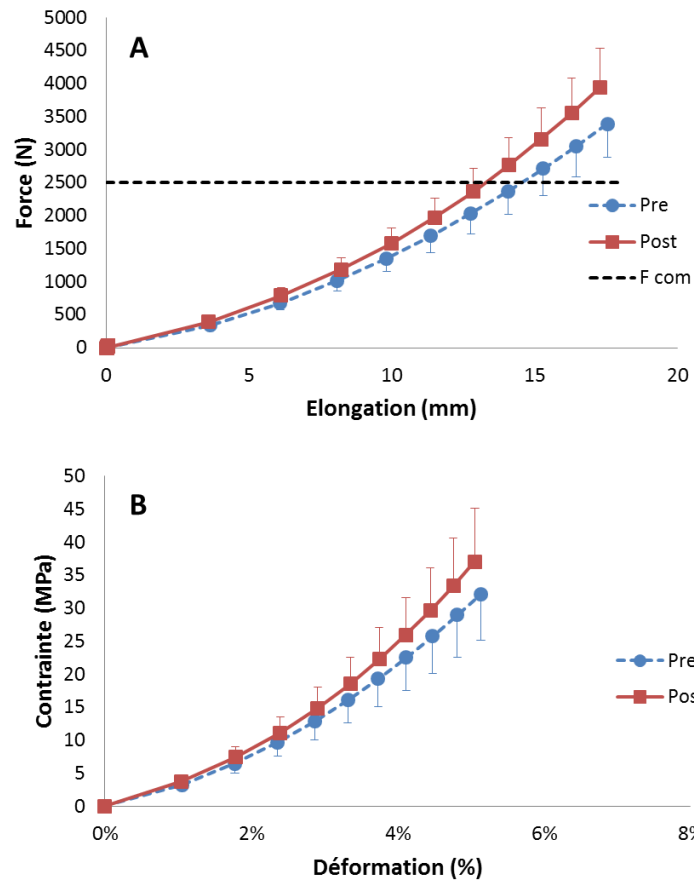 A
5000
4500
4000
3500
3000
2500
2000
1500
1000
500
0
Force (N)
0 5 10 15 20
Elongation (mm)
Pre
Post
F com
B
50
45
40
35
30
25
20
15
10
5
0
Contrainte (MPa)
0% 2% 4% 6% 8%
Déformation (%)
Pre
Pos